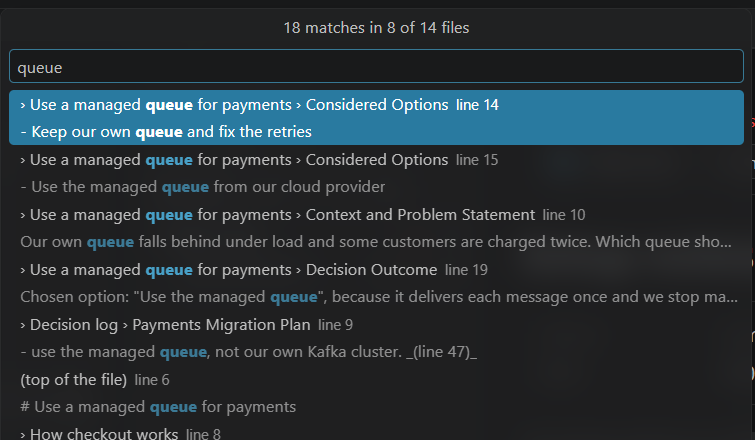 18 matches in 8 of 14 files
queue
› Use a managed queue for payments › Considered Options line 14
- Keep our own queue and fix the retries
› Use a managed queue for payments › Considered Options line 15
- Use the managed queue from our cloud provider
› Use a managed queue for payments › Context and Problem Statement line 10
Our own queue falls behind under load and some customers are charged twice. Which queue sho...
› Use a managed queue for payments › Decision Outcome line 19
Chosen option: "Use the managed queue", because it delivers each message once and we stop ma...
› Decision log › Payments Migration Plan line 9
- use the managed queue, not our own Kafka cluster. _(line 47)_
(top of the file) line 6
# Use a managed queue for payments
› How checkout works line 8